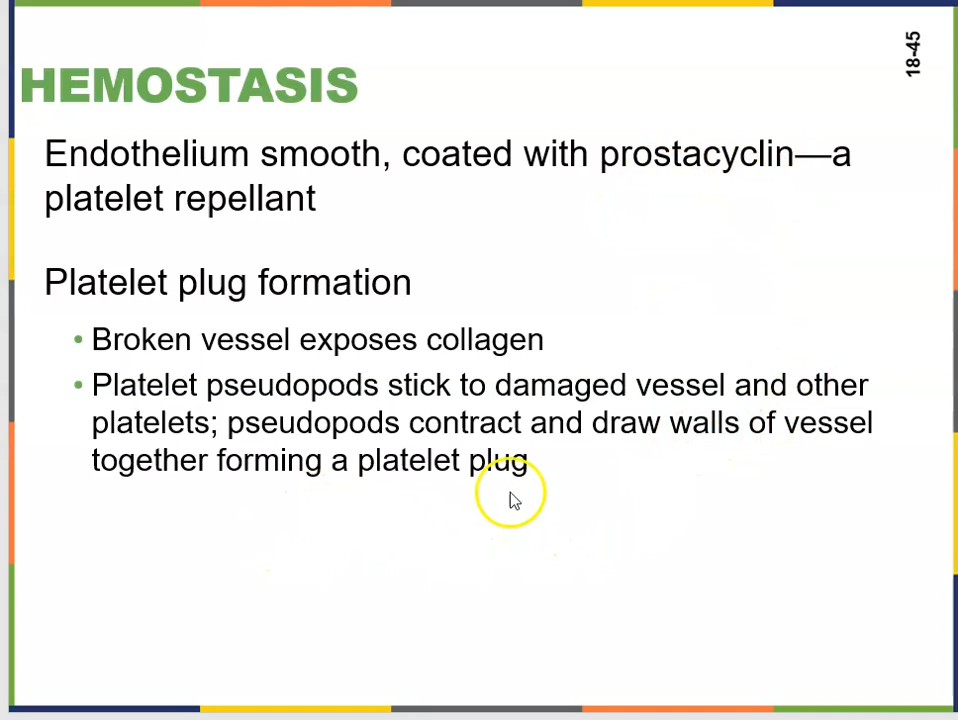 18-45
HEMOSTASIS
Endothelium smooth, coated with prostacyclin—a
platelet repellant
Platelet plug formation
• Broken vessel exposes collagen
• Platelet pseudopods stick to damaged vessel and other
platelets; pseudopods contract and draw walls of vessel
together forming a platelet plug